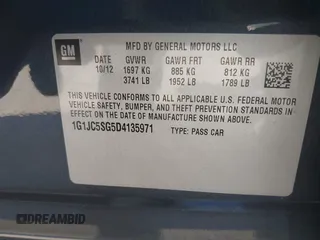 GM
MFD BY GENERAL MOTORS LLC
DATE GVWR GAWR FRT GAWR RR
10/12 1697 KG 885 KG 812 KG
3741 LB 1952 LB 1789 LB
THIS VEHICLE CONFORMS TO ALL APPLICABLE U.S. FEDERAL MOTOR
VEHICLE SAFETY, BUMPER, AND THEFT PREVENTION STANDARDS IN
EFFECT ON THE DATE OF MANUFACTURE SHOWN ABOVE.
1G1JC5SG5D4135971 TYPE: PASS CAR
DREAMBID